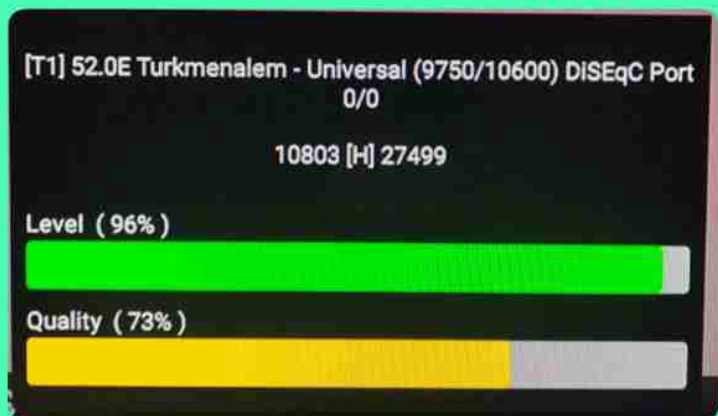 [T1] 52.0E Turkmenalem - Universal (9750/10600) DiSEqC Port
0/0
10803 [H] 27499
Level ( 96% )
Quality ( 73% )